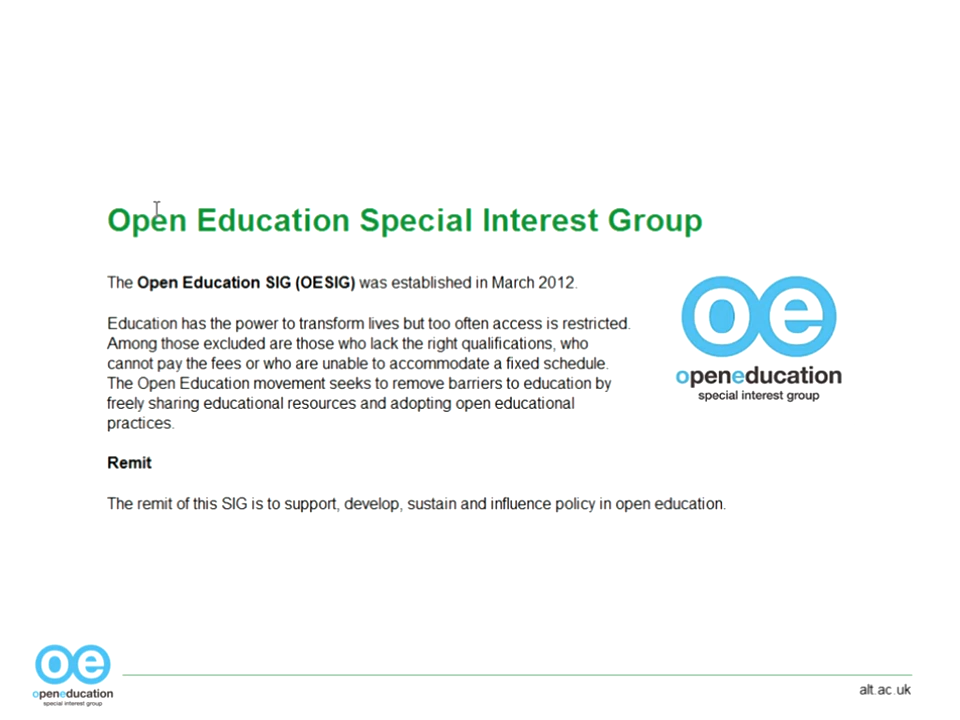 Open Education Special Interest Group
The Open Education SIG (OESIG) was established in March 2012.
Education has the power to transform lives but too often access is restricted.
Among those excluded are those who lack the right qualifications, who
cannot pay the fees or who are unable to accommodate a fixed schedule.
The Open Education movement seeks to remove barriers to education by
freely sharing educational resources and adopting open educational
practices.
oe
openeducation
special interest group
Remit
The remit of this SIG is to support, develop, sustain and influence policy in open education.
oe
openeducation
special interest group
alt.ac.uk